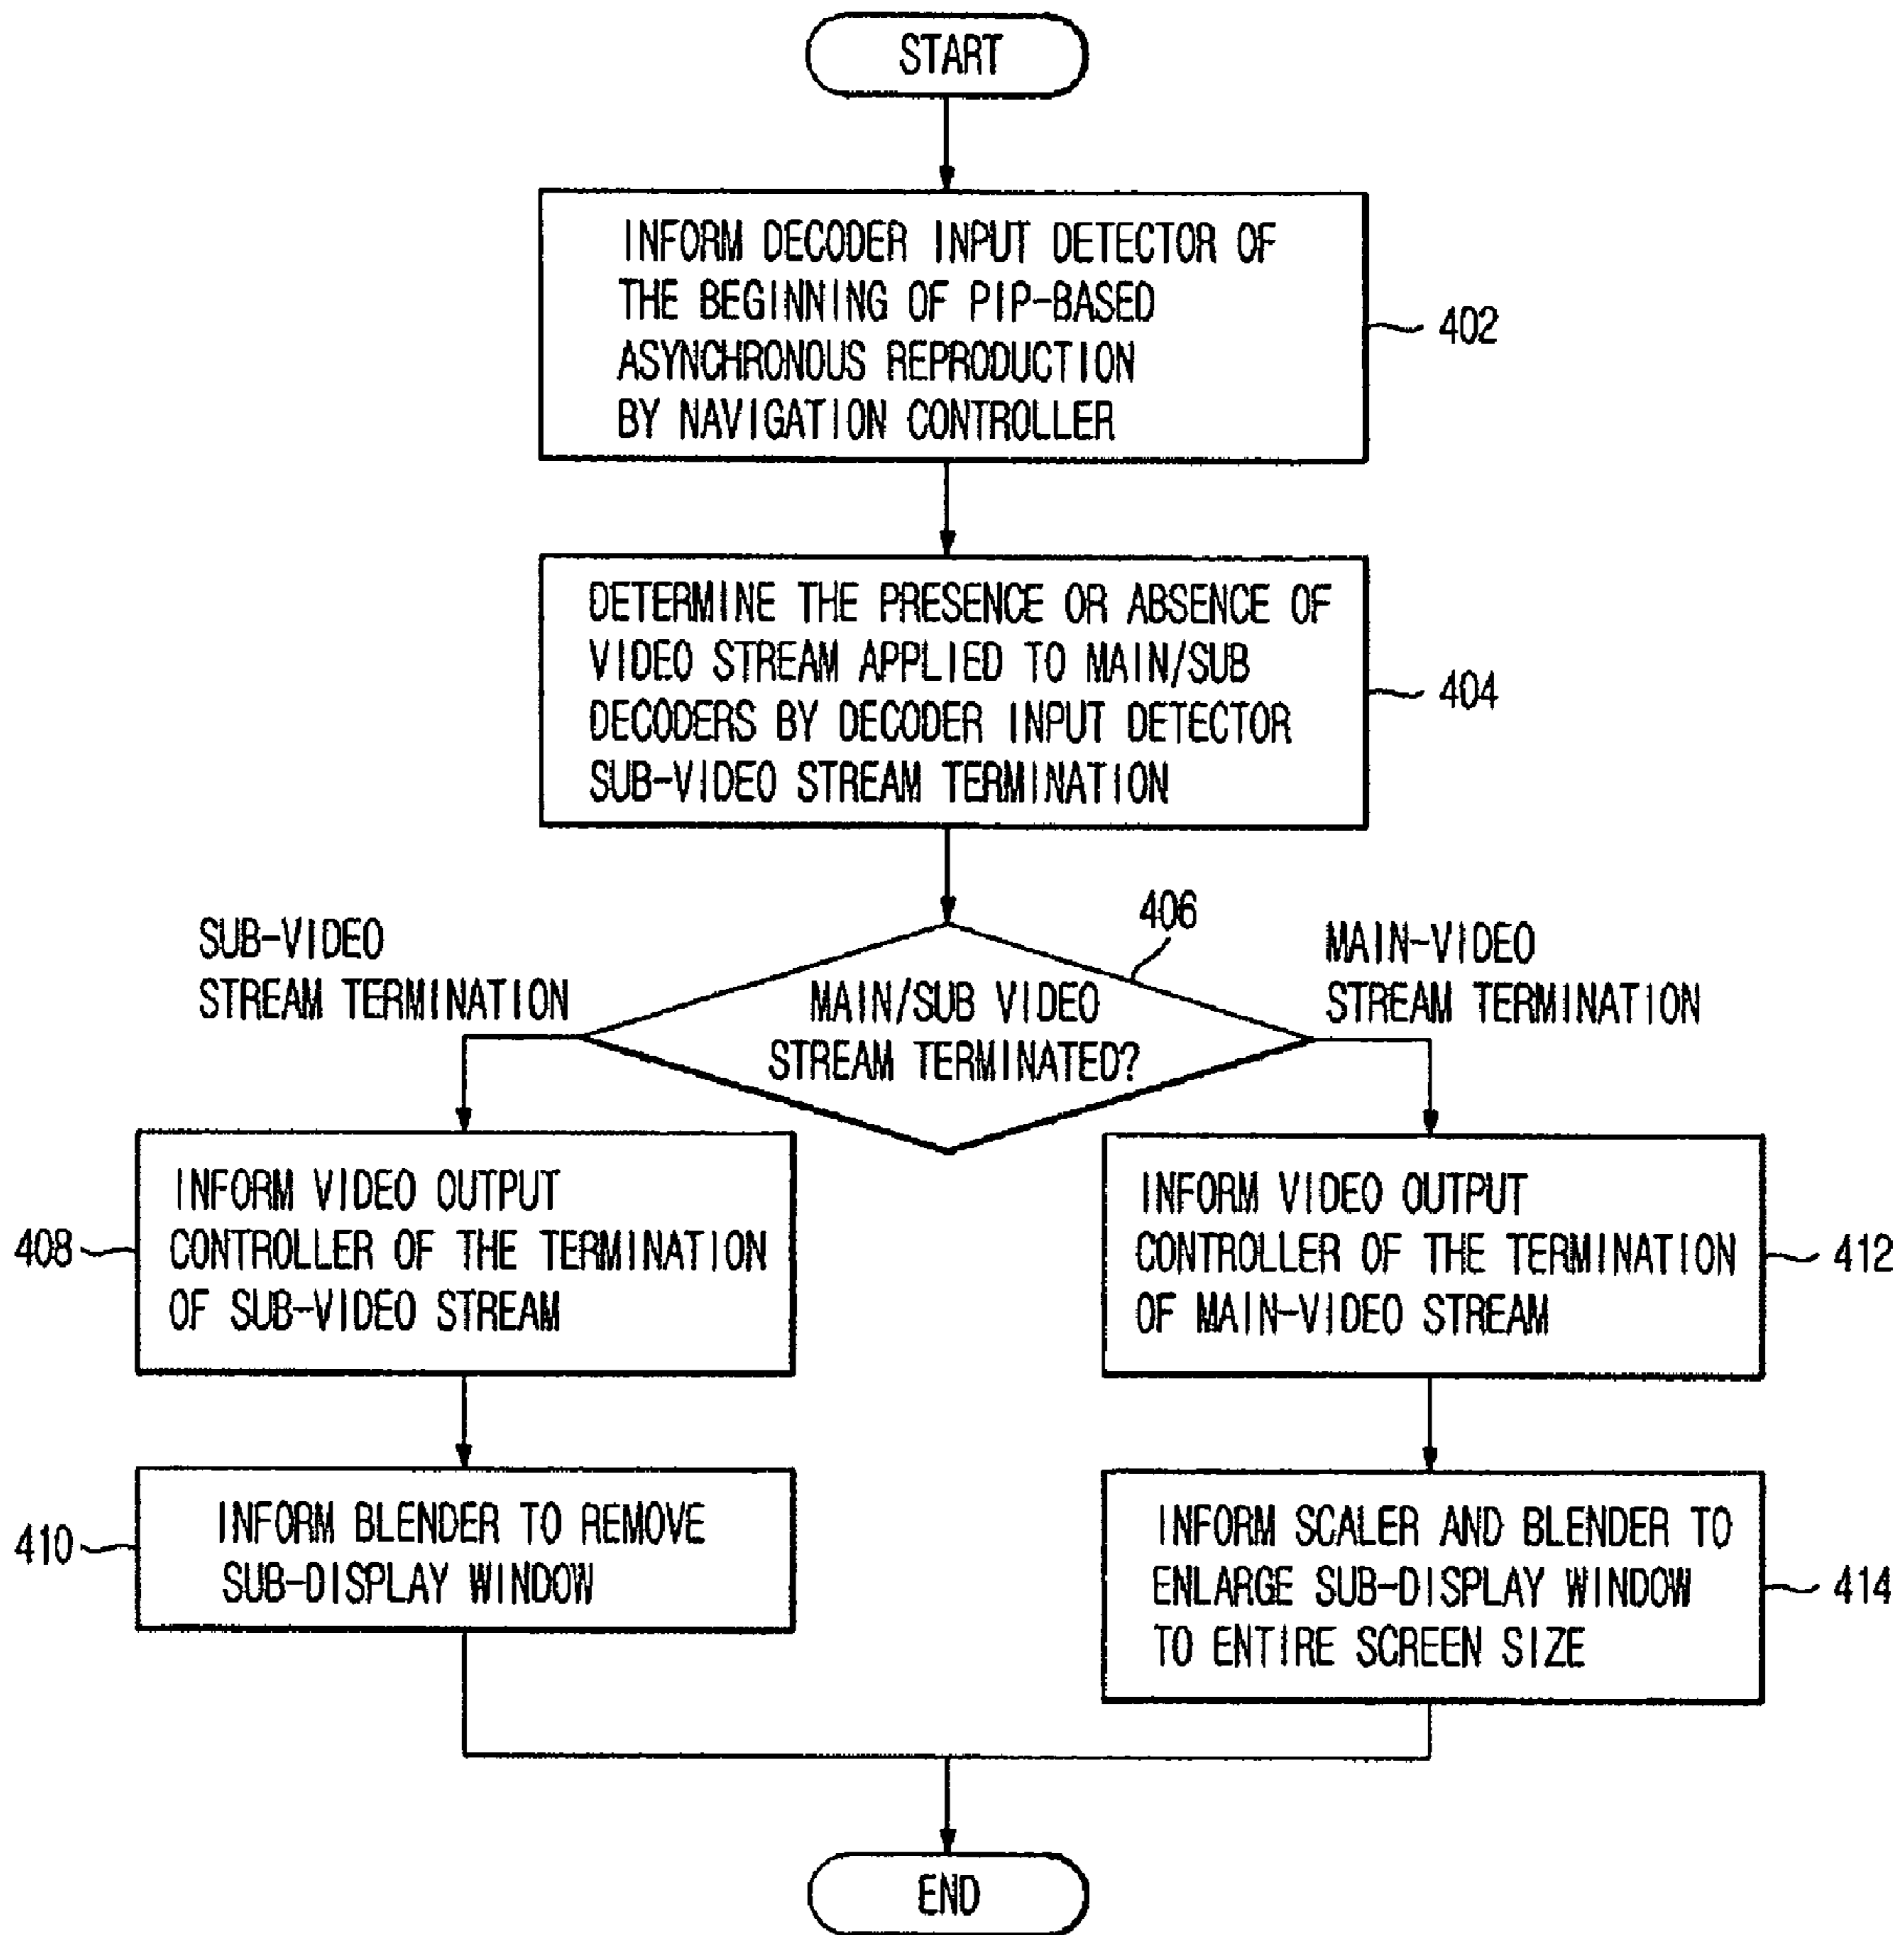 START
INFORM DECODER INPUT DETECTOR OF
THE BEGINNING OF PIP-BASED
ASYNCHRONOUS REPRODUCTION
BY NAVIGATION CONTROLLER
402
DETERMINE THE PRESENCE OR ABSENCE OF
VIDEO STREAM APPLIED TO MAIN/SUB
DECODERS BY DECODER INPUT DETECTOR
SUB-VIDEO STREAM TERMINATION
404
406
SUB-VIDEO
STREAM TERMINATION
MAIN/SUB VIDEO
STREAM TERMINATED?
MAIN-VIDEO
STREAM TERMINATION
408
INFORM VIDEO OUTPUT
CONTROLLER OF THE TERMINATION
OF SUB-VIDEO STREAM
INFORM VIDEO OUTPUT
CONTROLLER OF THE TERMINATION
OF MAIN-VIDEO STREAM
412
410
INFORM BLENDER TO REMOVE
SUB-DISPLAY WINDOW
INFORM SCALER AND BLENDER TO
ENLARGE SUB-DISPLAY WINDOW
TO ENTIRE SCREEN SIZE
414
END